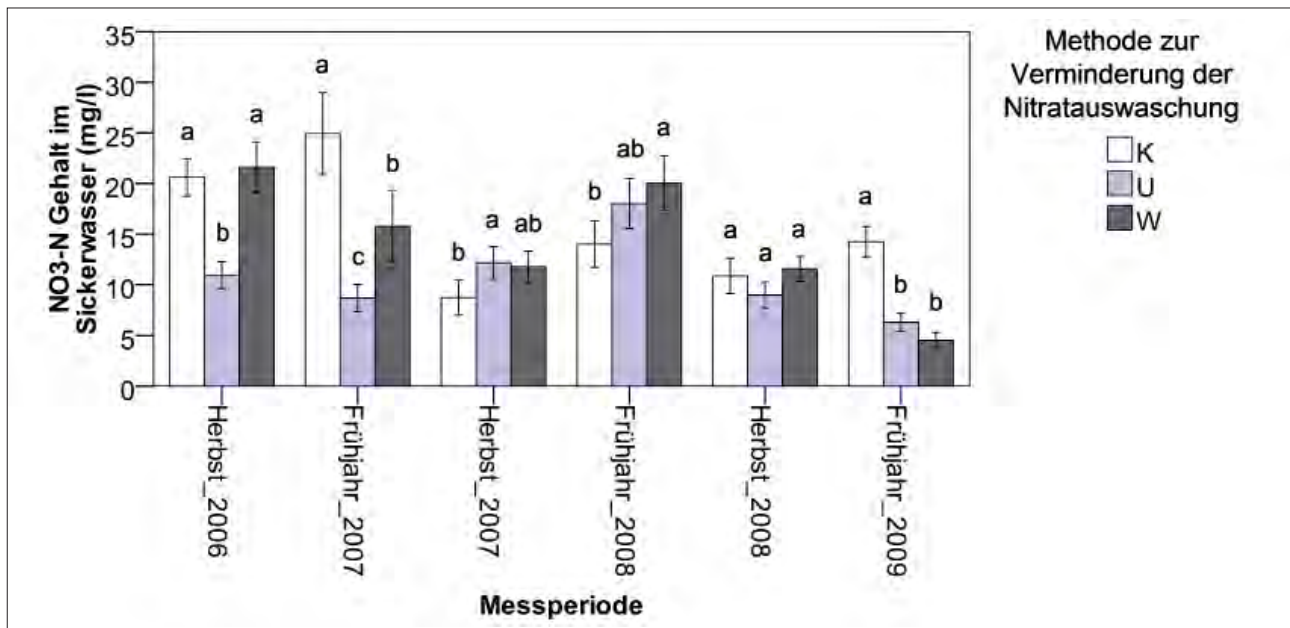 NO3-N Gehalt im
Sickerwasser (mg/l)
35
30
25
20
15
10
5
0
a
b
a
a
c
b
b
a
ab
b
ab
a
a
a
a
a
b
b
Herbst_2006
Frühjahr_2007
Herbst_2007
Frühjahr_2008
Herbst_2008
Frühjahr_2009
Messperiode
Methode zur
Verminderung der
Nitratauswaschung
K
U
W